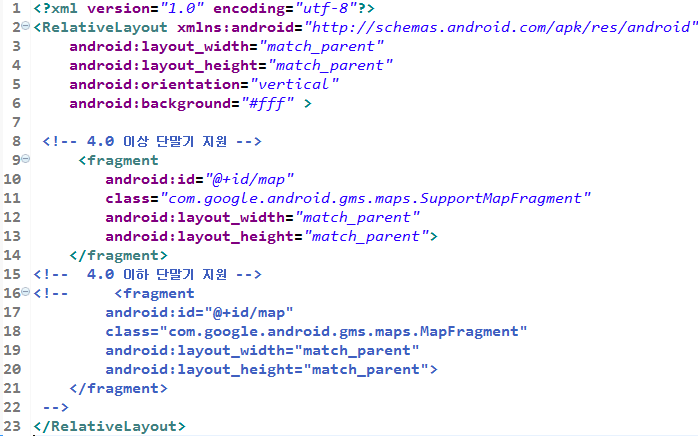 1 <?xml version="1.0" encoding="utf-8"?>
2 <RelativeLayout xmlns:android="http://schemas.android.com/apk/res/android"
3     android:layout_width="match_parent"
4     android:layout_height="match_parent"
5     android:orientation="vertical"
6     android:background="#fff" >
7
8  <!-- 4.0 이상 단말기 지원 -->
9      <fragment
10         android:id="@+id/map"
11         class="com.google.android.gms.maps.SupportMapFragment"
12         android:layout_width="match_parent"
13         android:layout_height="match_parent">
14     </fragment>
15 <!--  4.0 이하 단말기 지원 -->
16 <!--     <fragment
17         android:id="@+id/map"
18         class="com.google.android.gms.maps.MapFragment"
19         android:layout_width="match_parent"
20         android:layout_height="match_parent">
21     </fragment>
22  -->
23 </RelativeLayout>